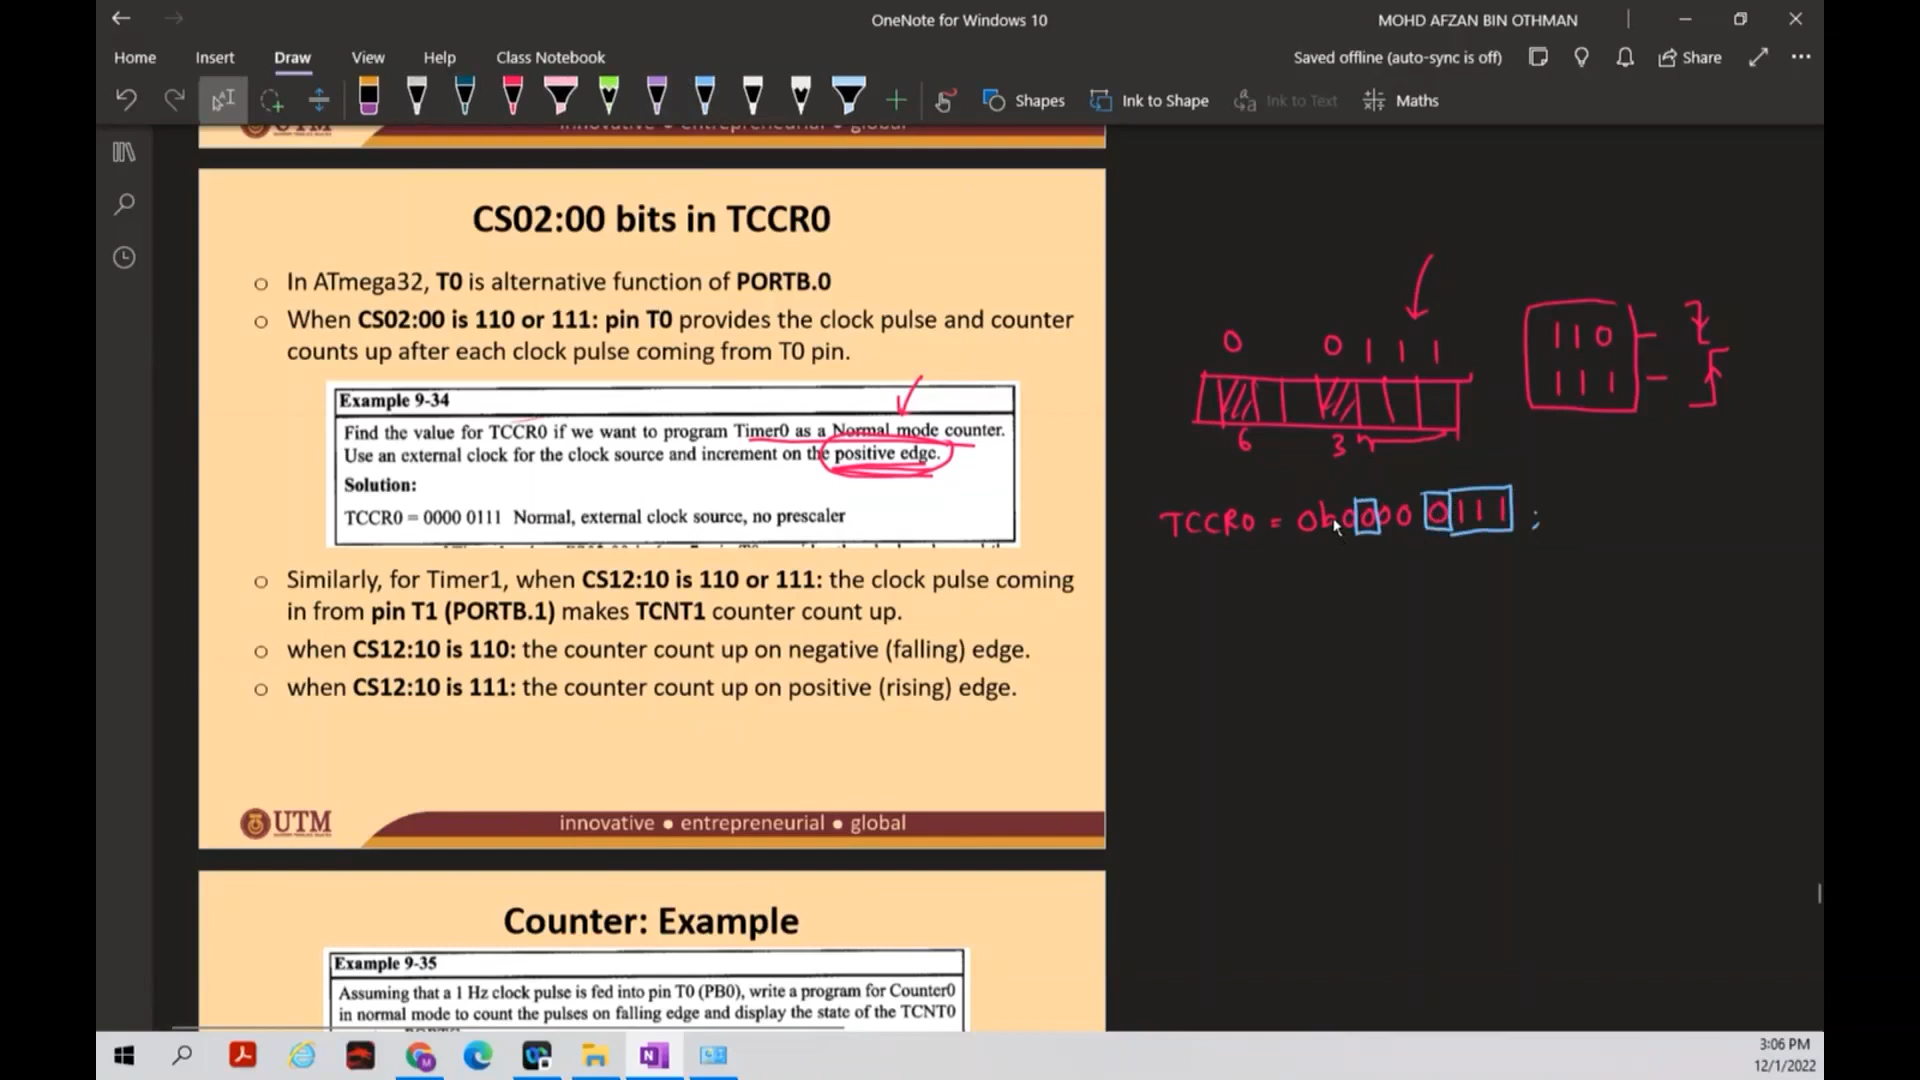 OneNote for Windows 10
MOHD AFZAN BIN OTHMAN
Home Insert Draw View Help Class Notebook
Saved offline (auto-sync is off) Share
Shapes Ink to Shape Ink to Text Maths
UTM innovative ● entrepreneurial ● global
CS02:00 bits in TCCR0
o In ATmega32, T0 is alternative function of PORTB.0
o When CS02:00 is 110 or 111: pin T0 provides the clock pulse and counter
counts up after each clock pulse coming from T0 pin.
Example 9-34
Find the value for TCCR0 if we want to program Timer0 as a Normal mode counter.
Use an external clock for the clock source and increment on the positive edge.
Solution:
TCCR0 = 0000 0111 Normal, external clock source, no prescaler
o Similarly, for Timer1, when CS12:10 is 110 or 111: the clock pulse coming
in from pin T1 (PORTB.1) makes TCNT1 counter count up.
o when CS12:10 is 110: the counter count up on negative (falling) edge.
o when CS12:10 is 111: the counter count up on positive (rising) edge.
UTM innovative ● entrepreneurial ● global
0 0 1 1 1
6 3
110
111
TCCR0 = 0b0000 0111 ;
Counter: Example
Example 9-35
Assuming that a 1 Hz clock pulse is fed into pin T0 (PB0), write a program for Counter0
in normal mode to count the pulses on falling edge and display the state of the TCNT0
3:06 PM
12/1/2022